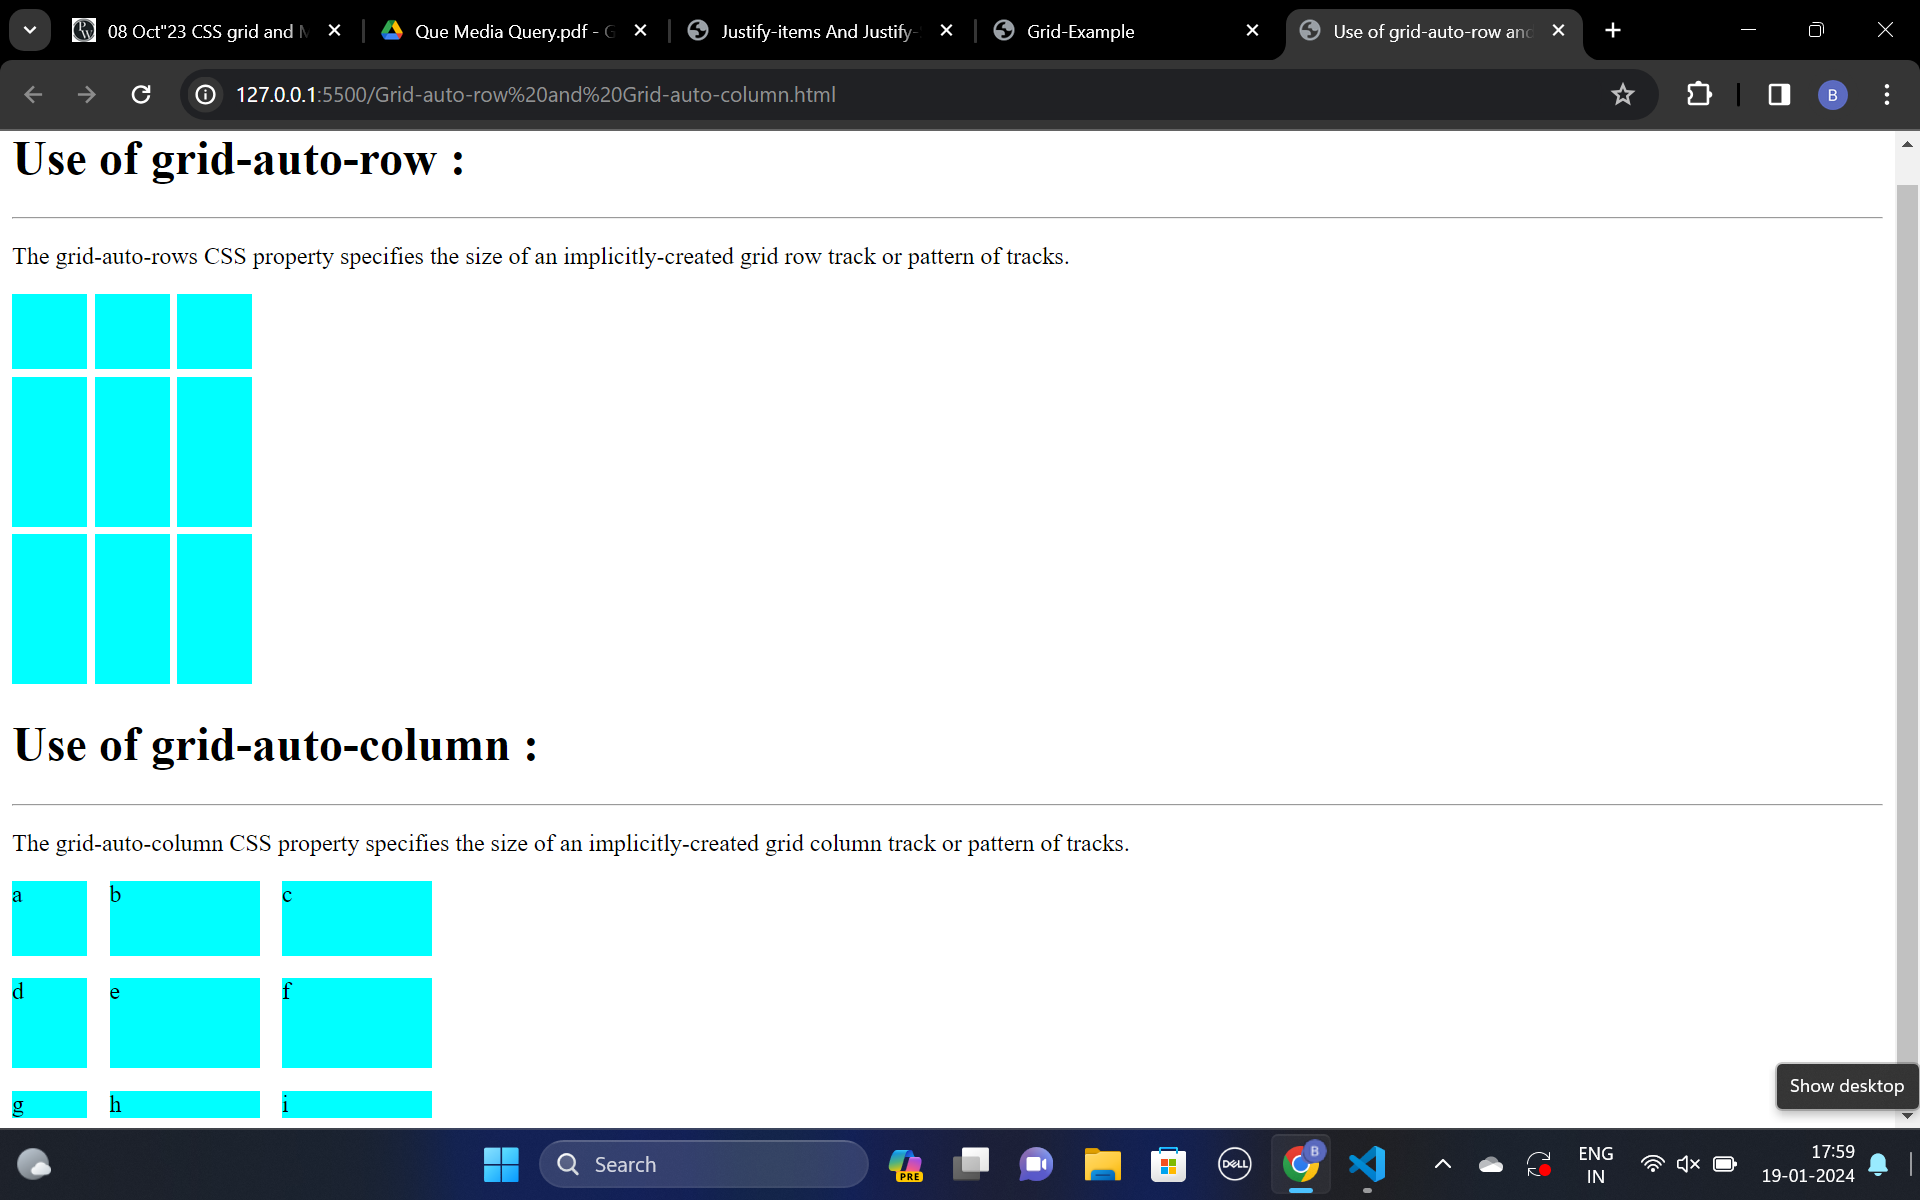 08 Oct"23 CSS grid and M
Que Media Query.pdf - G
Justify-items And Justify-
Grid-Example
Use of grid-auto-row and
127.0.0.1:5500/Grid-auto-row%20and%20Grid-auto-column.html
B
Use of grid-auto-row :
The grid-auto-rows CSS property specifies the size of an implicitly-created grid row track or pattern of tracks.
Use of grid-auto-column :
The grid-auto-column CSS property specifies the size of an implicitly-created grid column track or pattern of tracks.
a b c
d e f
g h i
Show desktop
Search
PRE
DELL
B
ENG
IN
17:59
19-01-2024